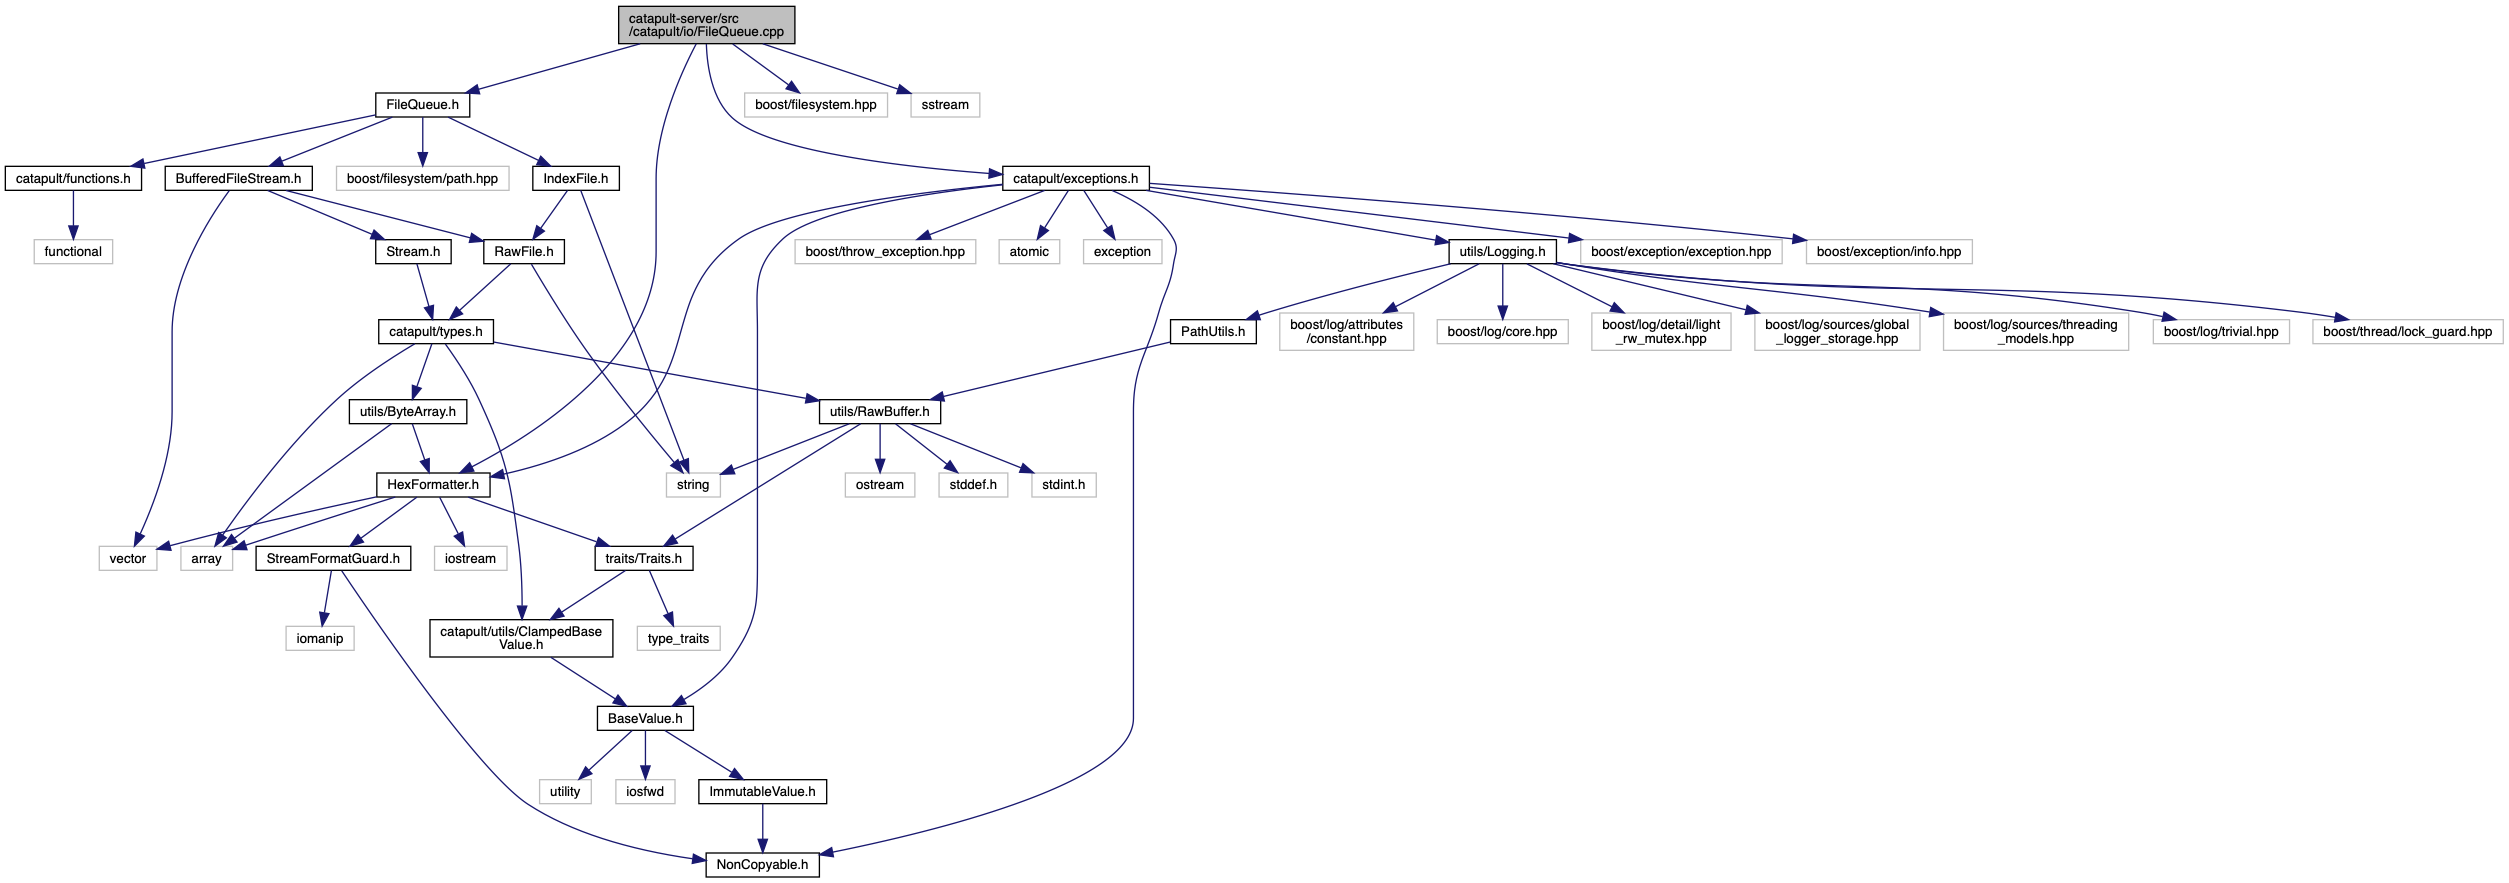 catapult-server/src
/catapult/io/FileQueue.cpp
FileQueue.h
boost/filesystem.hpp
sstream
catapult/functions.h
BufferedFileStream.h
boost/filesystem/path.hpp
IndexFile.h
catapult/exceptions.h
functional
Stream.h
RawFile.h
boost/throw_exception.hpp
atomic
exception
utils/Logging.h
boost/exception/exception.hpp
boost/exception/info.hpp
catapult/types.h
PathUtils.h
boost/log/attributes
/constant.hpp
boost/log/core.hpp
boost/log/detail/light
_rw_mutex.hpp
boost/log/sources/global
_logger_storage.hpp
boost/log/sources/threading
_models.hpp
boost/log/trivial.hpp
boost/thread/lock_guard.hpp
utils/ByteArray.h
utils/RawBuffer.h
HexFormatter.h
string
ostream
stddef.h
stdint.h
vector
array
StreamFormatGuard.h
iostream
traits/Traits.h
iomanip
catapult/utils/ClampedBase
Value.h
type_traits
BaseValue.h
utility
iosfwd
ImmutableValue.h
NonCopyable.h